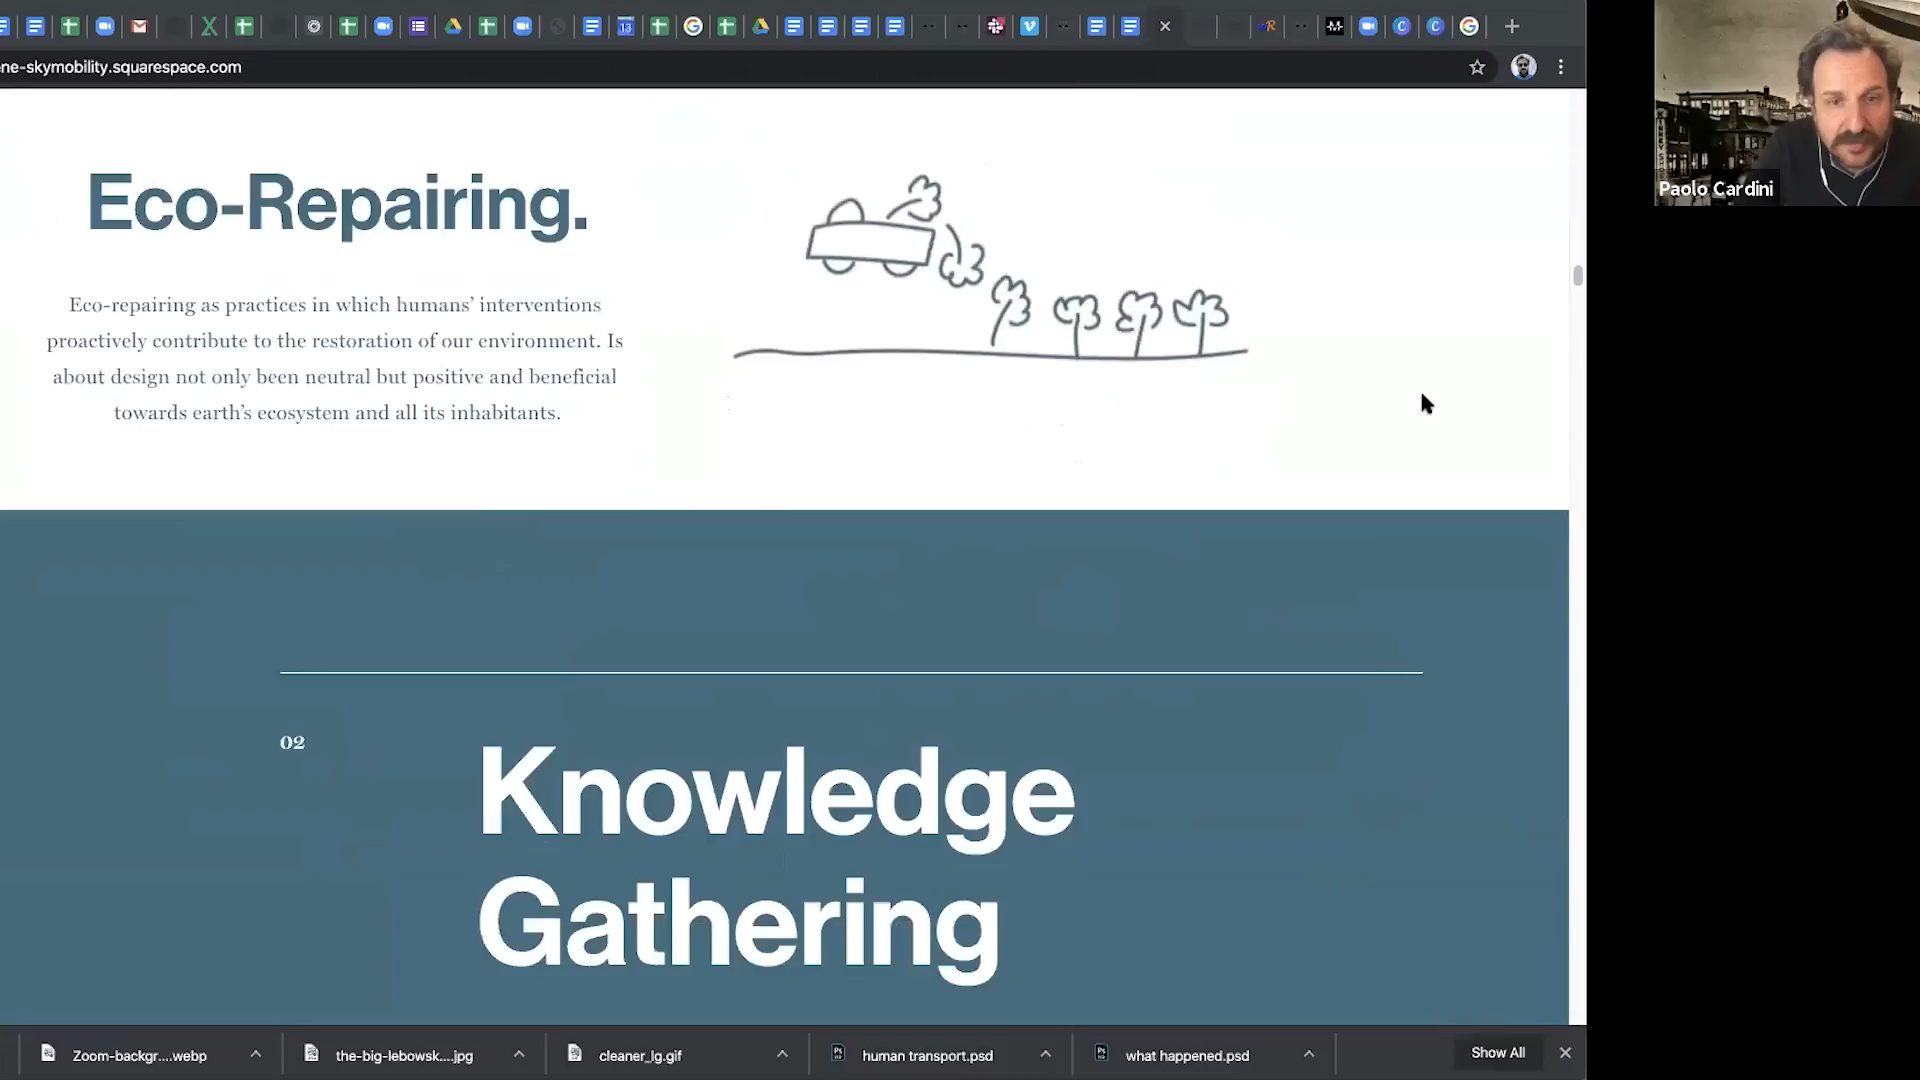 13
ne-skymobility.squarespace.com
Paolo Cardini
Eco-Repairing.
Eco-repairing as practices in which humans’ interventions
proactively contribute to the restoration of our environment. Is
about design not only been neutral but positive and beneficial
towards earth’s ecosystem and all its inhabitants.
02
Knowledge
Gathering
Zoom-backgr....webp
the-big-lebowsk....jpg
cleaner_lg.gif
human transport.psd
what happened.psd
Show All